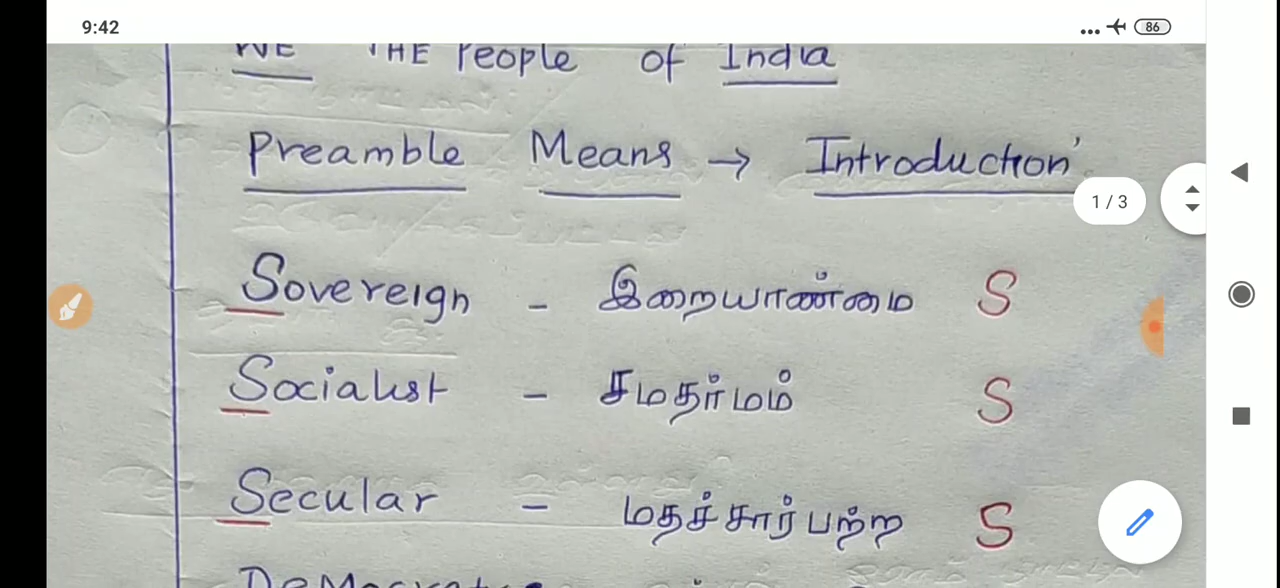 9:42
86
WE THE People of India
Preamble Means → Introduction
1 / 3
Sovereign - இறையாண்மை S
Socialist - சமதர்மம் S
Secular - மதச்சார்பற்ற S